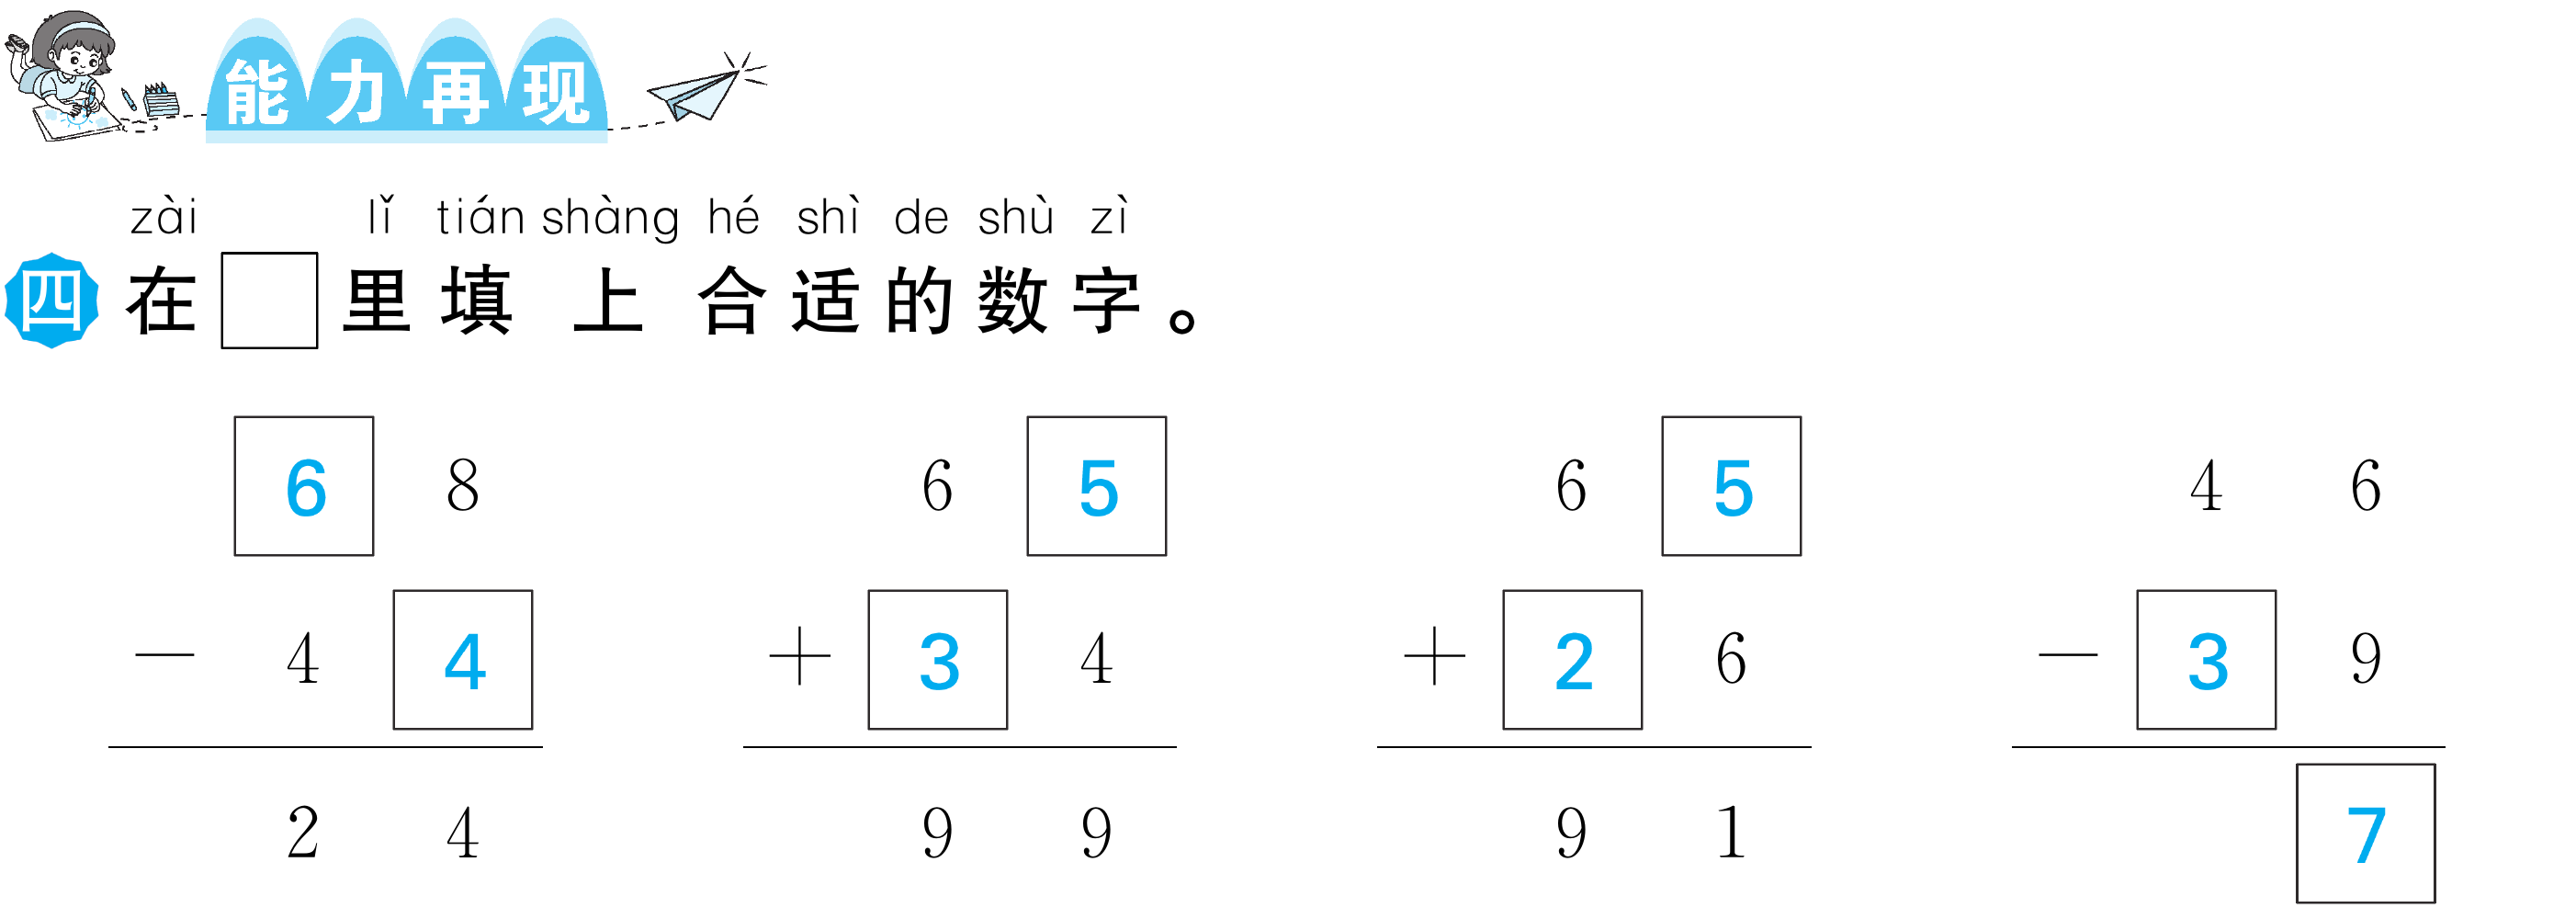 能力再现
zài lǐ tián shàng hé shì de shù zì
四 在□里填上合适的数字。
6 8 6 5 6 5 4 6
− 4 4 + 3 4 + 2 6 − 3 9
2 4 9 9 9 1 7